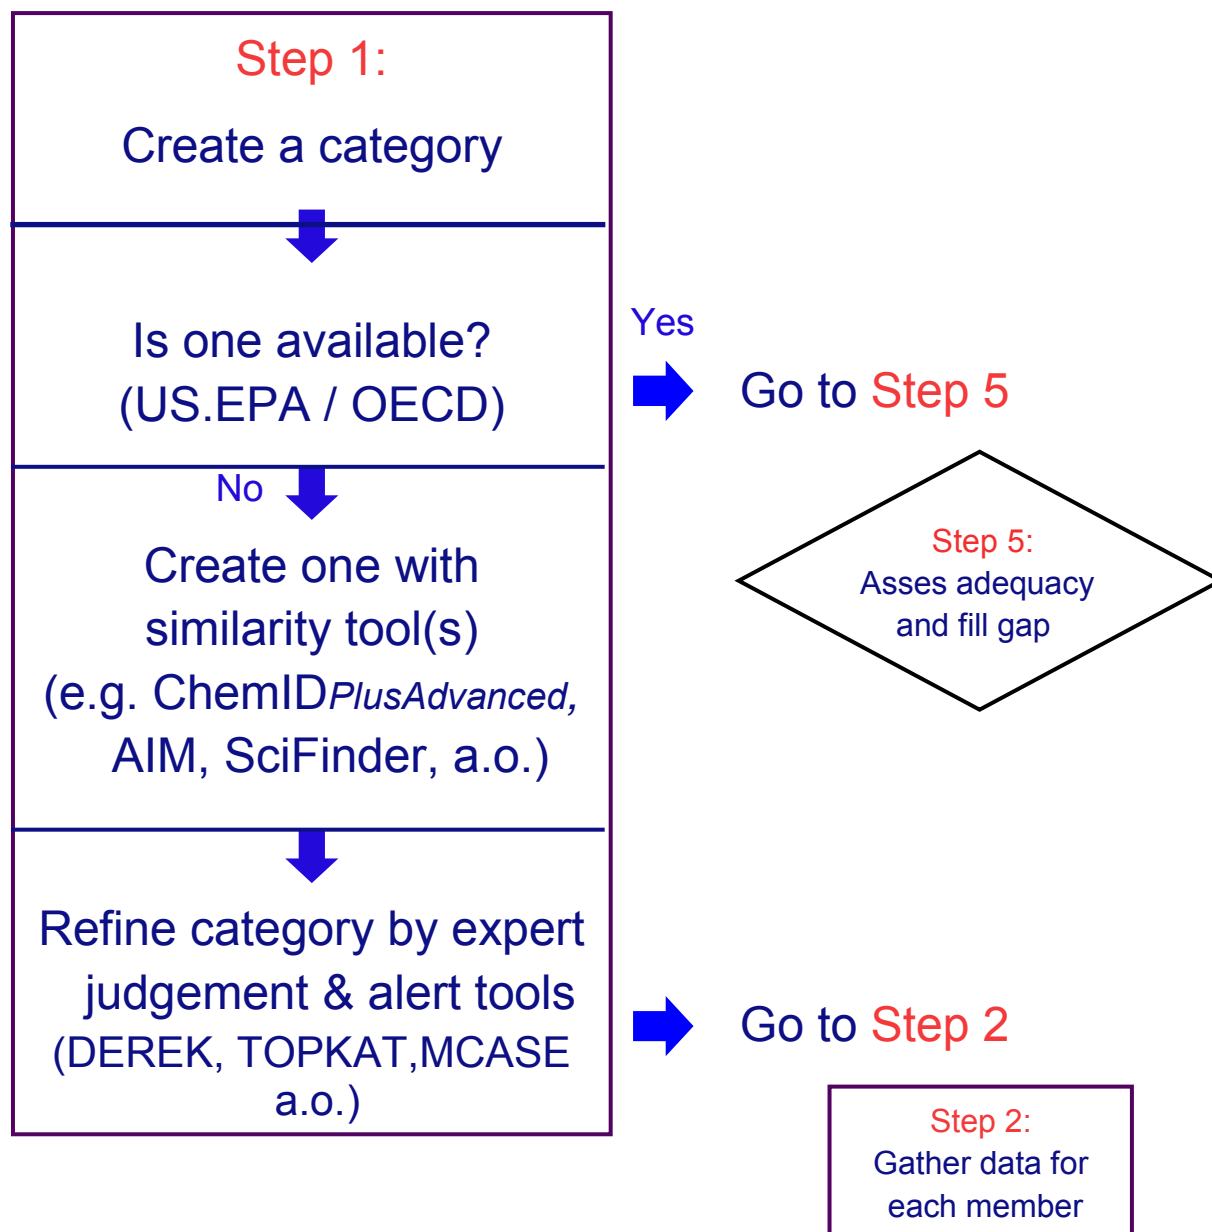 Step 1:
Create a category
Is one available?
(US.EPA / OECD)
Yes
Go to Step 5
No
Create one with
similarity tool(s)
(e.g. ChemIDPlusAdvanced,
AIM, SciFinder, a.o.)
Step 5:
Asses adequacy
and fill gap
Refine category by expert
judgement & alert tools
(DEREK, TOPKAT,MCASE
a.o.)
Go to Step 2
Step 2:
Gather data for
each member